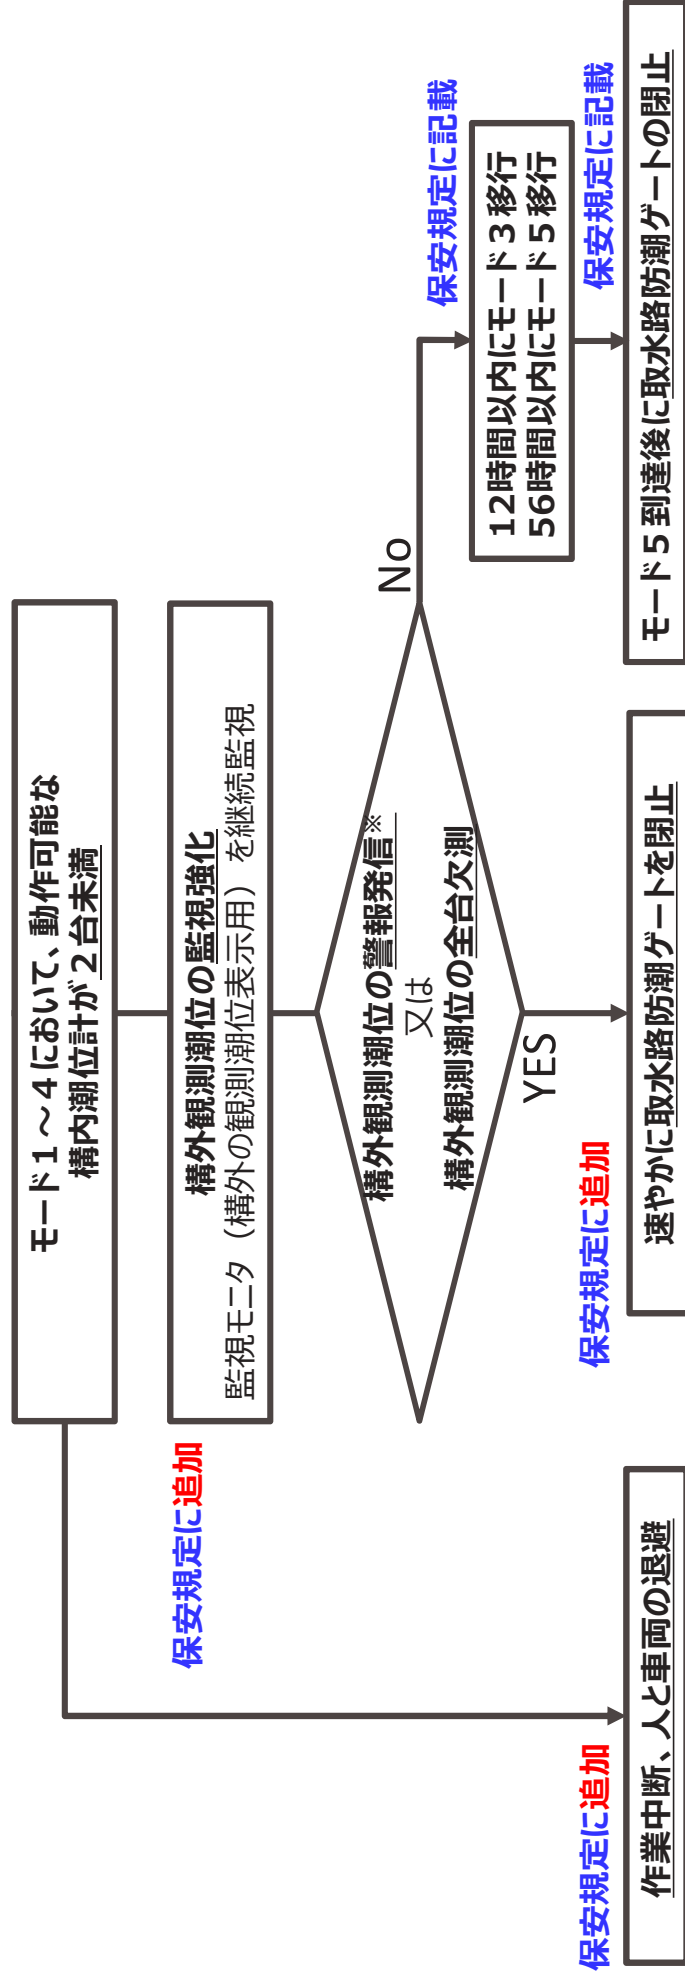 モード１～４において、動作可能な
構内潮位計が２台未満
保安規定に追加
構外観測潮位の監視強化
監視モニタ（構外の観測潮位表示用）を継続監視
構外観測潮位の警報発信※
又は
構外観測潮位の全台欠測
No
保安規定に記載
12時間以内にモード３移行
56時間以内にモード５移行
YES
保安規定に追加
作業中断、人と車両の退避
保安規定に追加
速やかに取水路防潮ゲートを閉止
保安規定に記載
モード５到達後に取水路防潮ゲートの閉止